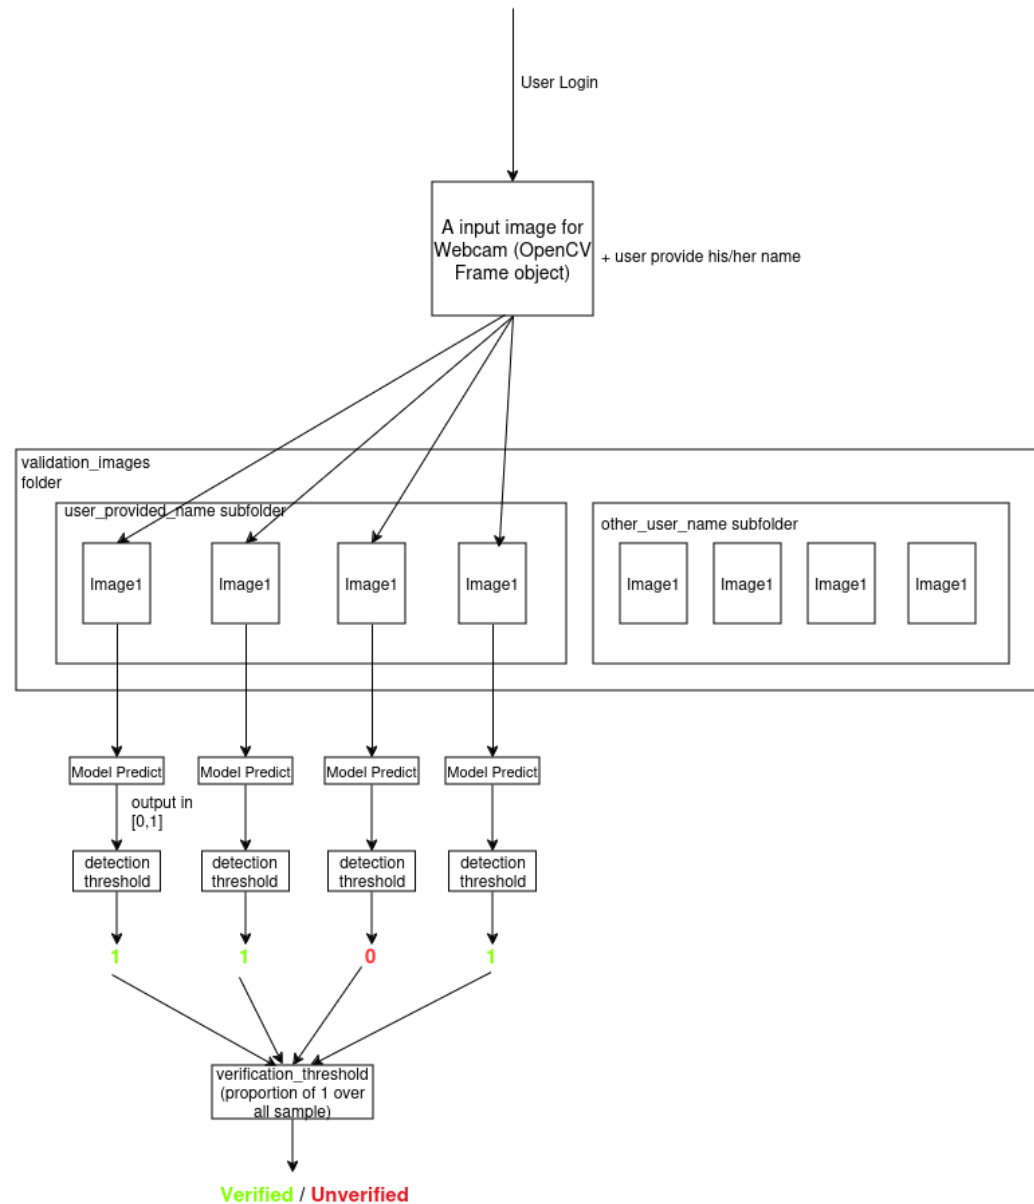 User Login
A input image for
Webcam (OpenCV
Frame object)
+ user provide his/her name
validation_images
folder
user_provided_name subfolder
other_user_name subfolder
Image1
Image1
Image1
Image1
Image1
Image1
Image1
Image1
Model Predict
Model Predict
Model Predict
Model Predict
output in
[0,1]
detection
threshold
detection
threshold
detection
threshold
detection
threshold
1
1
0
1
verification_threshold
(proportion of 1 over
all sample)
Verified / Unverified